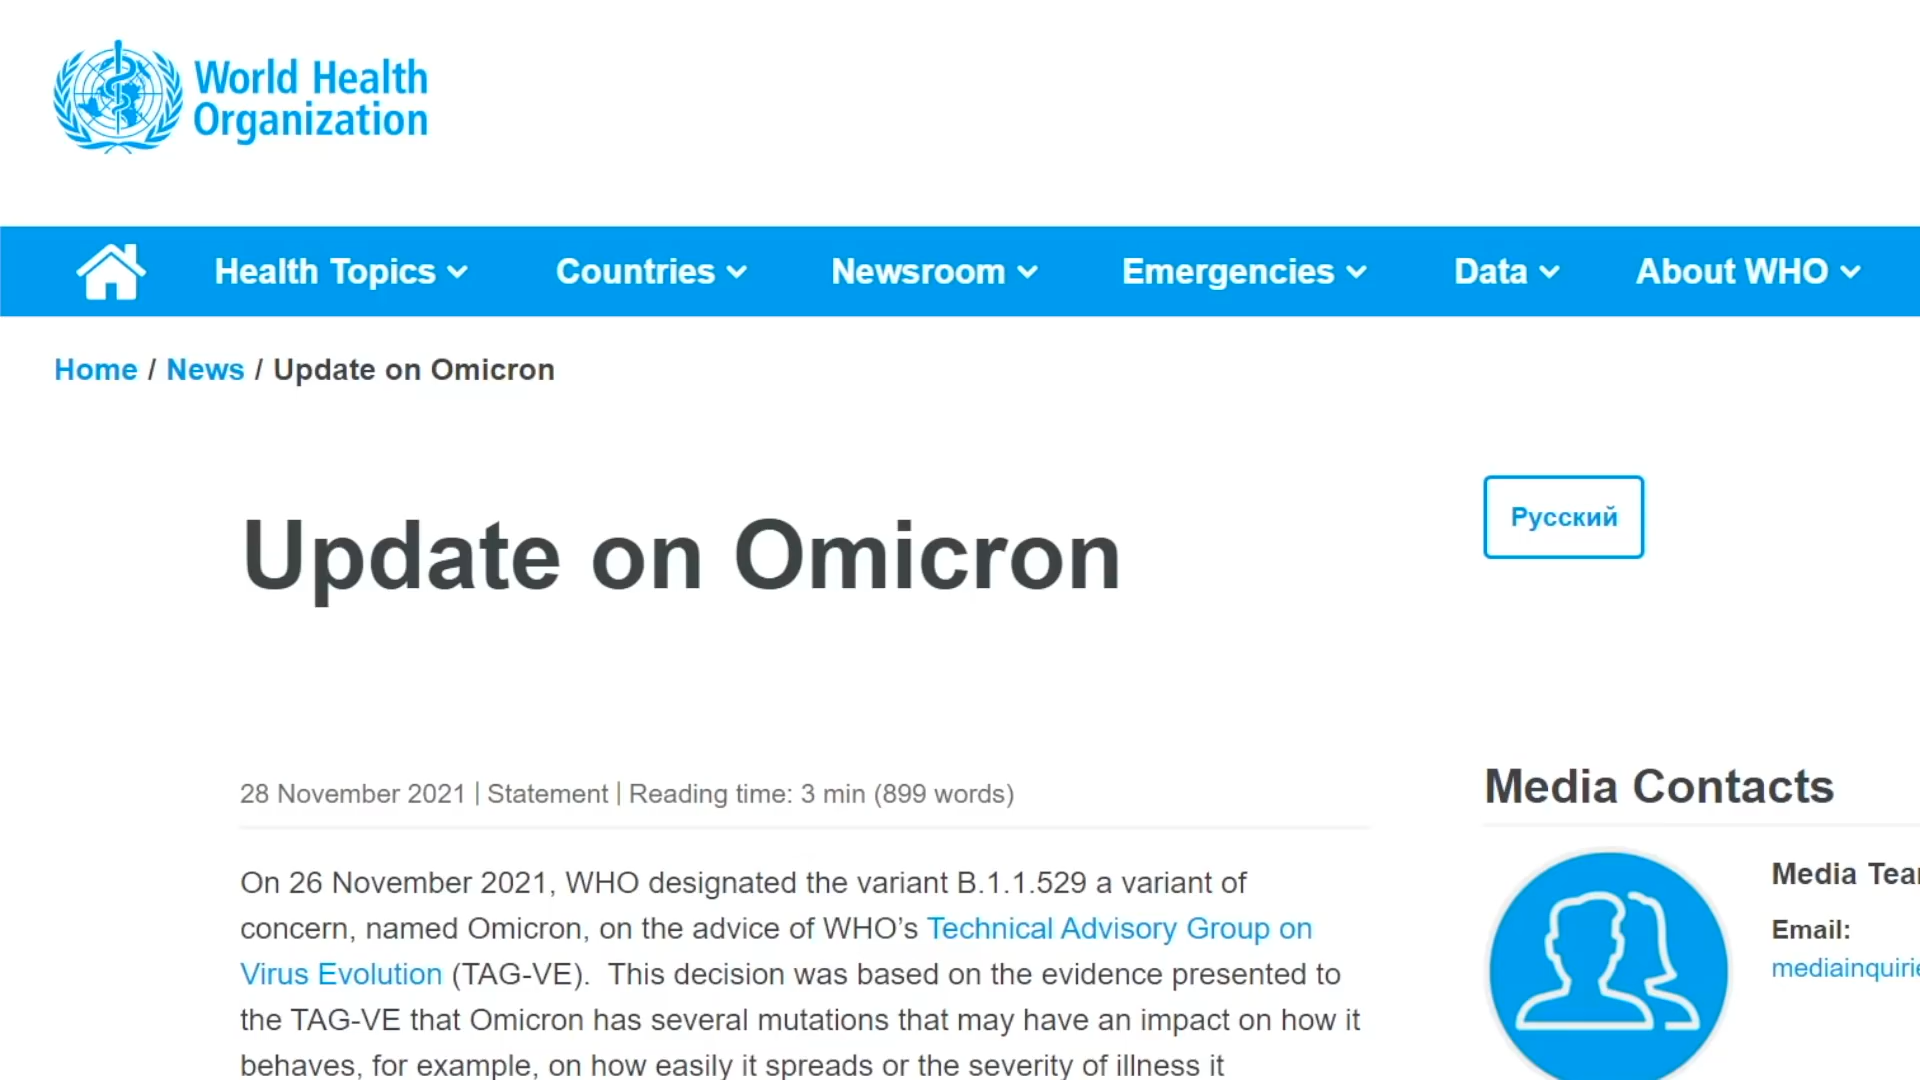 World Health
Organization
Health Topics
Countries
Newsroom
Emergencies
Data
About WHO
Home / News / Update on Omicron
Update on Omicron
Русский
28 November 2021 | Statement | Reading time: 3 min (899 words)
On 26 November 2021, WHO designated the variant B.1.1.529 a variant of
concern, named Omicron, on the advice of WHO’s Technical Advisory Group on
Virus Evolution (TAG-VE).  This decision was based on the evidence presented to
the TAG-VE that Omicron has several mutations that may have an impact on how it
behaves, for example, on how easily it spreads or the severity of illness it
Media Contacts
Media
Email: